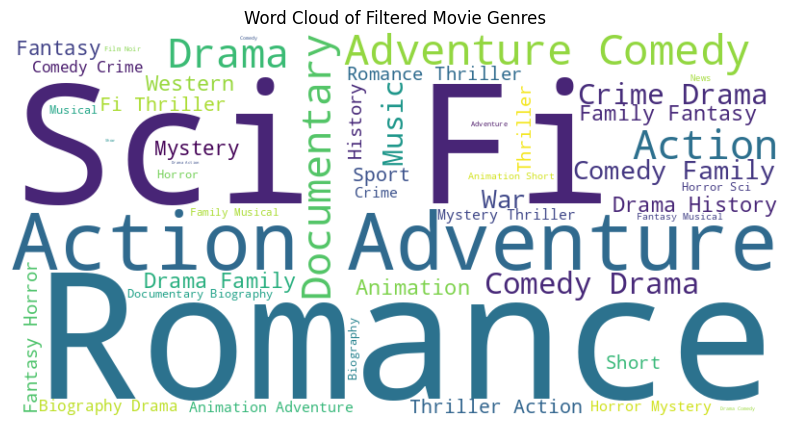 Word Cloud of Filtered Movie Genres
Fantasy
Film Noir
Drama
Comedy
Documentary
Adventure Comedy
Comedy Crime
Western
Romance Thriller
News
Sci Fi
Musical
Fi Thriller
History
Music
Thriller
Crime Drama
Family Fantasy
Adventure
Mystery
Drama Action
Action
Horror
Sport
Animation Short
Comedy Family
Crime
War
Horror Sci
Family Musical
Mystery Thriller
Drama History
Fantasy Musical
Action Adventure
Fantasy Horror
Drama Family
Documentary Biography
Animation
Comedy Drama
Romance
Biography
Short
Biography Drama
Animation Adventure
Thriller Action
Horror Mystery
Drama Comedy